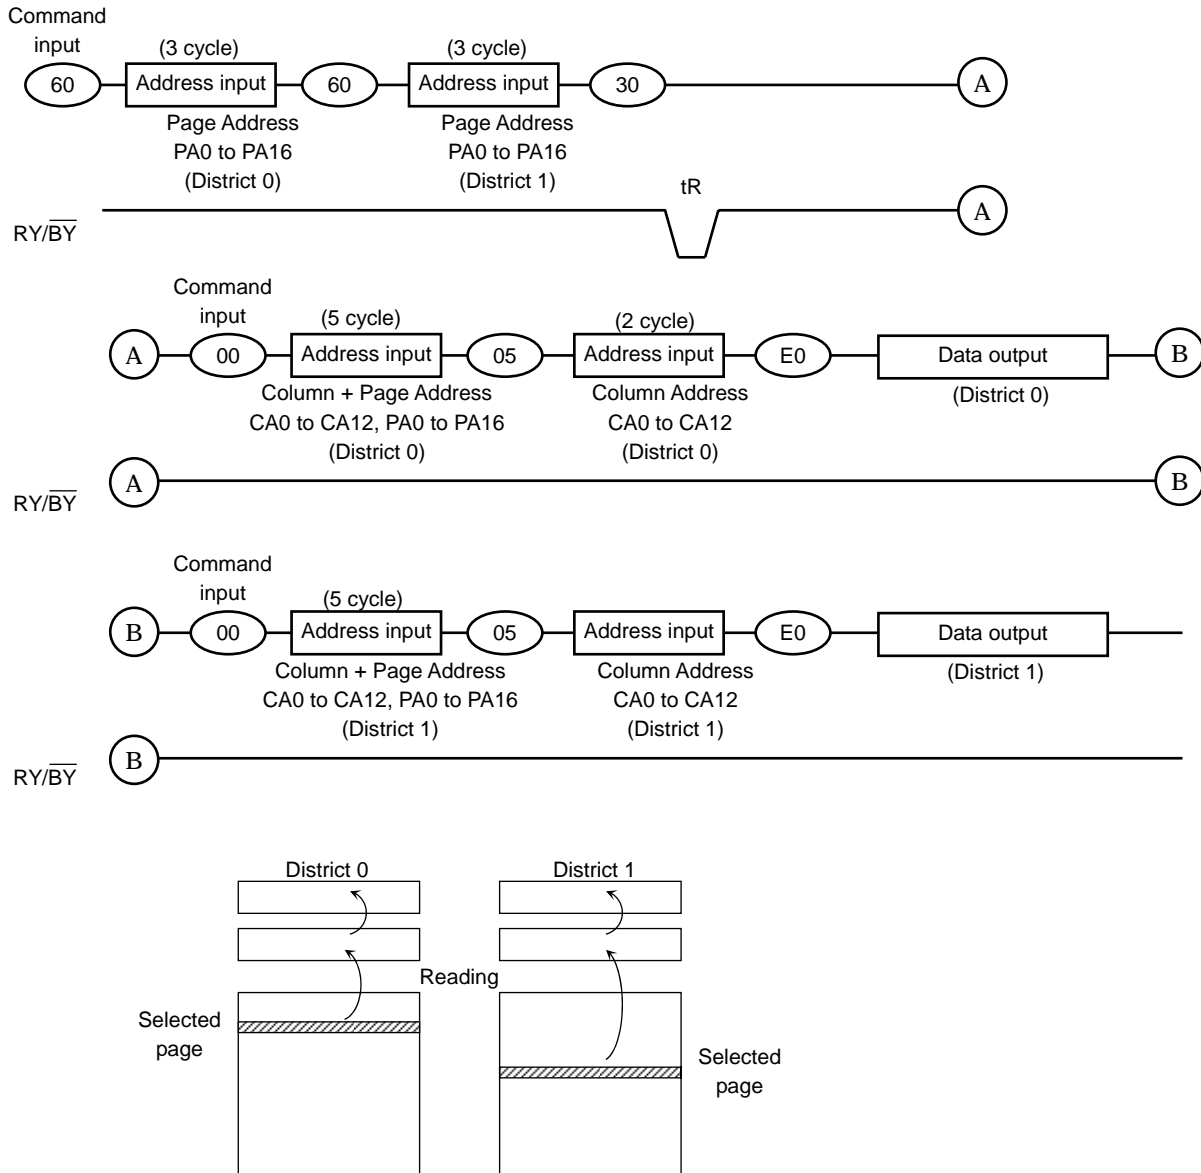 Command
input
(3 cycle)
(3 cycle)
60
Address input
60
Address input
30
A
Page Address
PA0 to PA16
(District 0)
Page Address
PA0 to PA16
(District 1)
tR
RY/BY
A
Command
input
(5 cycle)
(2 cycle)
A
00
Address input
05
Address input
E0
Data output
B
Column + Page Address
CA0 to CA12, PA0 to PA16
(District 0)
Column Address
CA0 to CA12
(District 0)
(District 0)
RY/BY
A
B
Command
input
(5 cycle)
B
00
Address input
05
Address input
E0
Data output
Column + Page Address
CA0 to CA12, PA0 to PA16
(District 1)
Column Address
CA0 to CA12
(District 1)
(District 1)
RY/BY
B
District 0
District 1
Reading
Selected
page
Selected
page